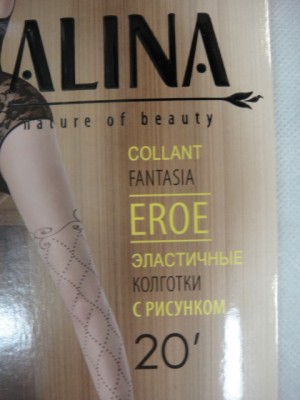 ALINA
nature of beauty
COLLANT
FANTASIA
EROE
ЭЛАСТИЧНЫЕ
КОЛГОТКИ
С РИСУНКОМ
20'